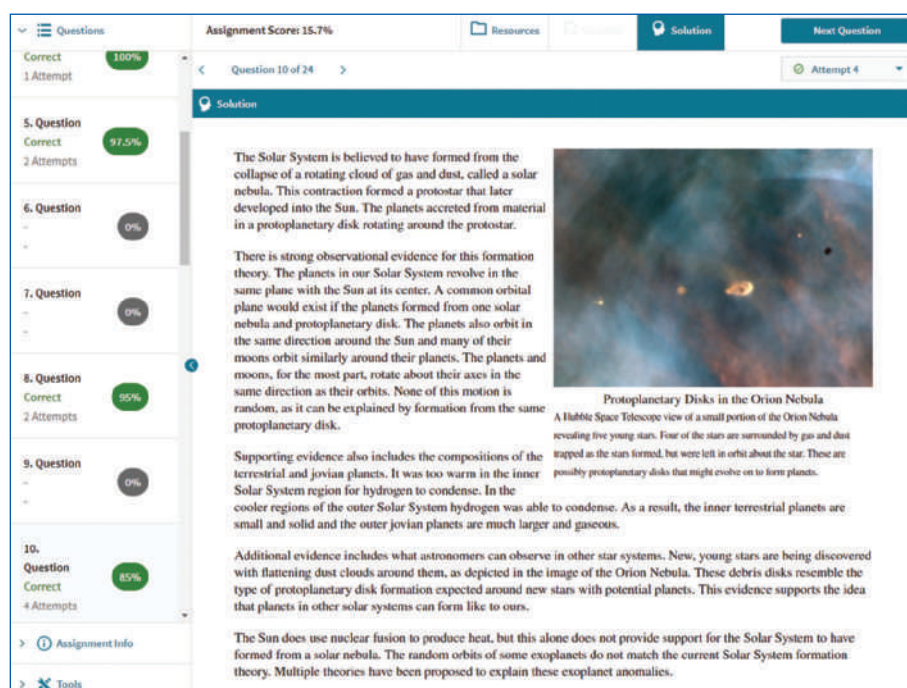 Questions
Assignment Score: 15.7%
Resources
Solution
Next Question
Correct
100%
1 Attempt
Question 10 of 24
Attempt 4
Solution
5. Question
Correct
97.5%
2 Attempts
6. Question
0%
-
-
7. Question
0%
-
-
8. Question
Correct
95%
2 Attempts
9. Question
0%
-
-
10.
Question
Correct
85%
4 Attempts
Assignment Info
Tools
The Solar System is believed to have formed from the
collapse of a rotating cloud of gas and dust, called a solar
nebula. This contraction formed a protostar that later
developed into the Sun. The planets accreted from material
in a protoplanetary disk rotating around the protostar.
There is strong observational evidence for this formation
theory. The planets in our Solar System revolve in the
same plane with the Sun at its center. A common orbital
plane would exist if the planets formed from one solar
nebula and protoplanetary disk. The planets also orbit in
the same direction around the Sun and many of their
moons orbit similarly around their planets. The planets and
moons, for the most part, rotate about their axes in the
same direction as their orbits. None of this motion is
random, as it can be explained by formation from the same
protoplanetary disk.
Protoplanetary Disks in the Orion Nebula
A Hubble Space Telescope view of a small portion of the Orion Nebula
revealing five young stars. Four of the stars are surrounded by gas and dust
trapped as the stars formed, but were left in orbit about the star. These are
possibly protoplanetary disks that might evolve on to form planets.
Supporting evidence also includes the compositions of the
terrestrial and jovian planets. It was too warm in the inner
Solar System region for hydrogen to condense. In the
cooler regions of the outer Solar System hydrogen was able to condense. As a result, the inner terrestrial planets are
small and solid and the outer jovian planets are much larger and gaseous.
Additional evidence includes what astronomers can observe in other star systems. New, young stars are being discovered
with flattening dust clouds around them, as depicted in the image of the Orion Nebula. These debris disks resemble the
type of protoplanetary disk formation expected around new stars with potential planets. This evidence supports the idea
that planets in other solar systems can form like to ours.
The Sun does use nuclear fusion to produce heat, but this alone does not provide support for the Solar System to have
formed from a solar nebula. The random orbits of some exoplanets do not match the current Solar System formation
theory. Multiple theories have been proposed to explain these exoplanet anomalies.